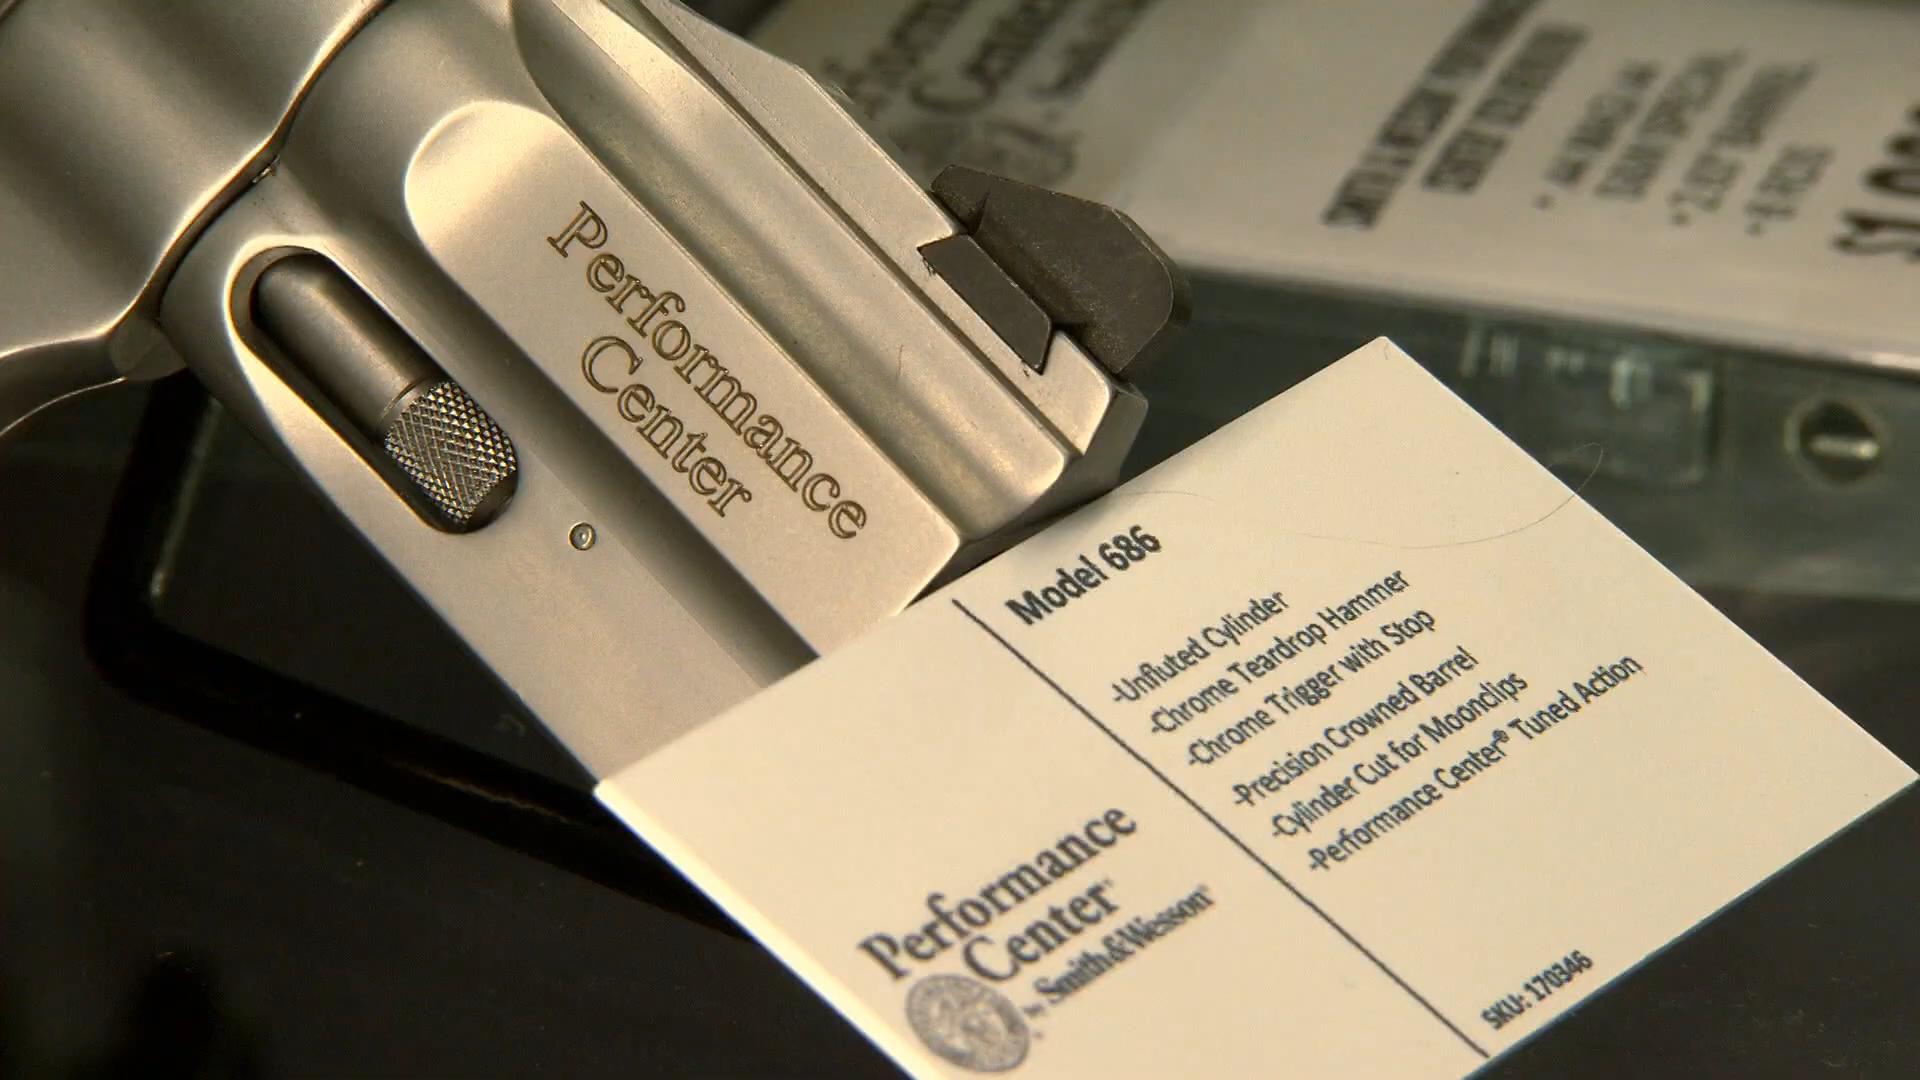 Performance
Center
Model 686
-Unfluted Cylinder
-Chrome Teardrop Hammer
-Chrome Trigger with Stop
-Precision Crowned Barrel
-Cylinder Cut for Moonclips
-Performance Center® Tuned Action
Performance
Center
by Smith&Wesson®
SKU: 170346
Center